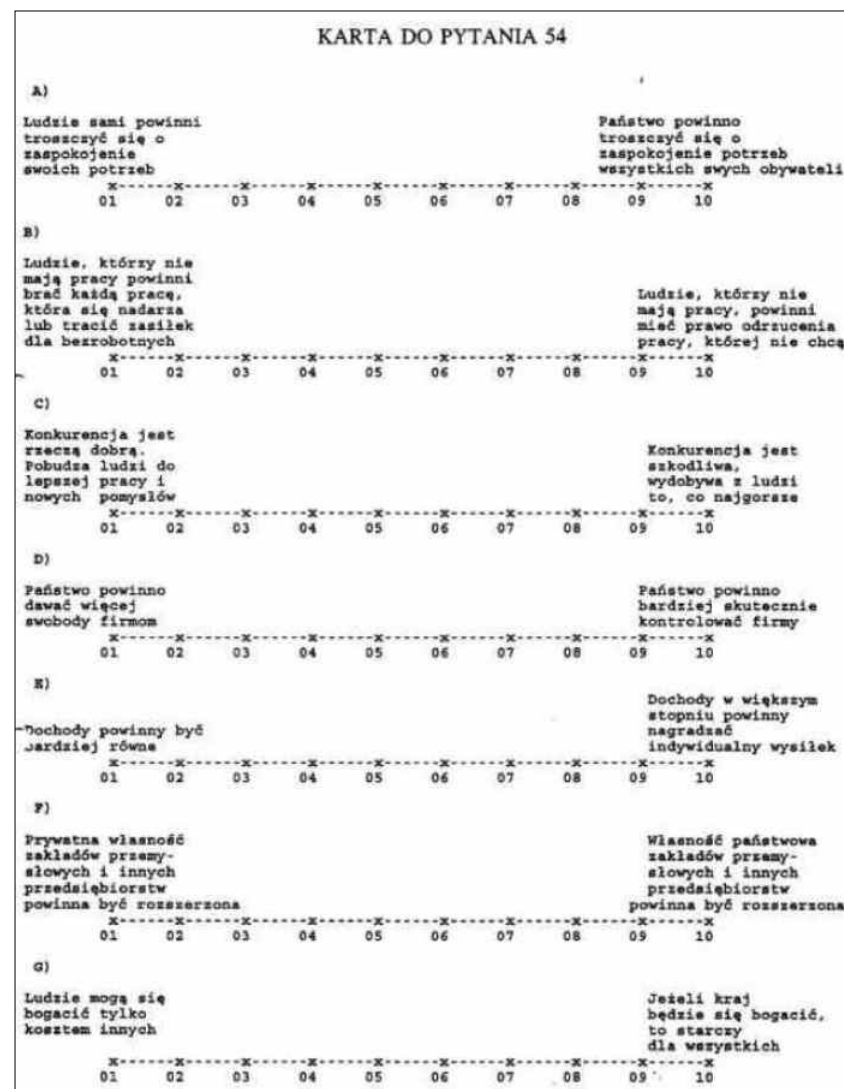 KARTA DO PYTANIA 54
A)
Ludzie sami powinni
troszczyć się o
zaspokojenie
swoich potrzeb
Państwo powinno
troszczyć się o
zaspokojenie potrzeb
wszystkich swych obywateli
x------x------x------x------x------x------x------x------x------x
01 02 03 04 05 06 07 08 09 10
B)
Ludzie, którzy nie
mają pracy powinni
brać każdą pracę,
która się nadarza
lub tracić zasiłek
dla bezrobotnych
Ludzie, którzy nie
mają pracy, powinni
mieć prawo odrzucenia
pracy, której nie chcą
x------x------x------x------x------x------x------x------x------x
01 02 03 04 05 06 07 08 09 10
C)
Konkurencja jest
rzeczą dobrą.
Pobudza ludzi do
lepszej pracy i
nowych pomysłów
Konkurencja jest
szkodliwa,
wydobywa z ludzi
to, co najgorsze
x------x------x------x------x------x------x------x------x------x
01 02 03 04 05 06 07 08 09 10
D)
Państwo powinno
dawać więcej
swobody firmom
Państwo powinno
bardziej skutecznie
kontrolować firmy
x------x------x------x------x------x------x------x------x------x
01 02 03 04 05 06 07 08 09 10
E)
Dochody powinny być
bardziej równe
Dochody w większym
stopniu powinny
nagradzać
indywidualny wysiłek
x------x------x------x------x------x------x------x------x------x
01 02 03 04 05 06 07 08 09 10
F)
Prywatna własność
zakładów przemy-
słowych i innych
przedsiębiorstw
powinna być rozszerzona
Własność państwowa
zakładów przemy-
słowych i innych
przedsiębiorstw
powinna być rozszerzona
x------x------x------x------x------x------x------x------x------x
01 02 03 04 05 06 07 08 09 10
G)
Ludzie mogą się
bogacić tylko
kosztem innych
Jeżeli kraj
będzie się bogacić,
to starczy
dla wszystkich
x------x------x------x------x------x------x------x------x------x
01 02 03 04 05 06 07 08 09 10